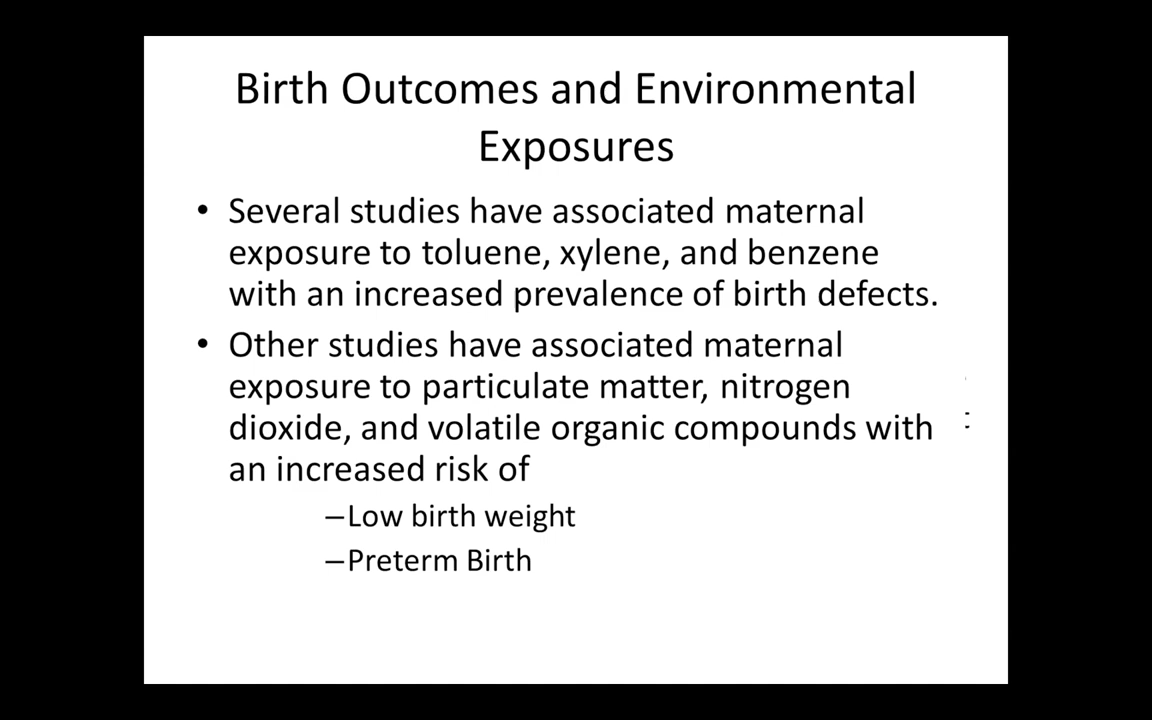 Birth Outcomes and Environmental
Exposures
• Several studies have associated maternal
exposure to toluene, xylene, and benzene
with an increased prevalence of birth defects.
• Other studies have associated maternal
exposure to particulate matter, nitrogen
dioxide, and volatile organic compounds with
an increased risk of
–Low birth weight
–Preterm Birth